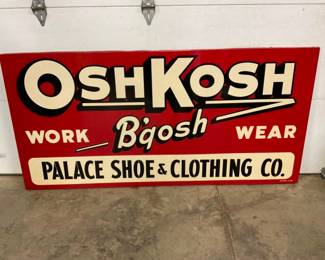 OSHKOSH
B'gosh
WORK WEAR
PALACE SHOE & CLOTHING CO.